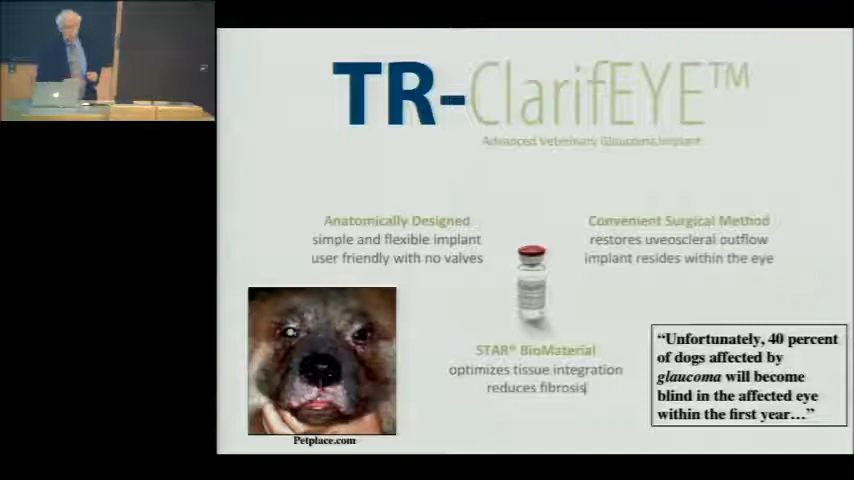 TR-ClarifEYE™
Advanced Veterinary Glaucoma Implant
Anatomically Designed
simple and flexible implant
user friendly with no valves
Convenient Surgical Method
restores uveoscleral outflow
implant resides within the eye
STAR® BioMaterial
optimizes tissue integration
reduces fibrosis
Petplace.com
“Unfortunately, 40 percent
of dogs affected by
glaucoma will become
blind in the affected eye
within the first year…”